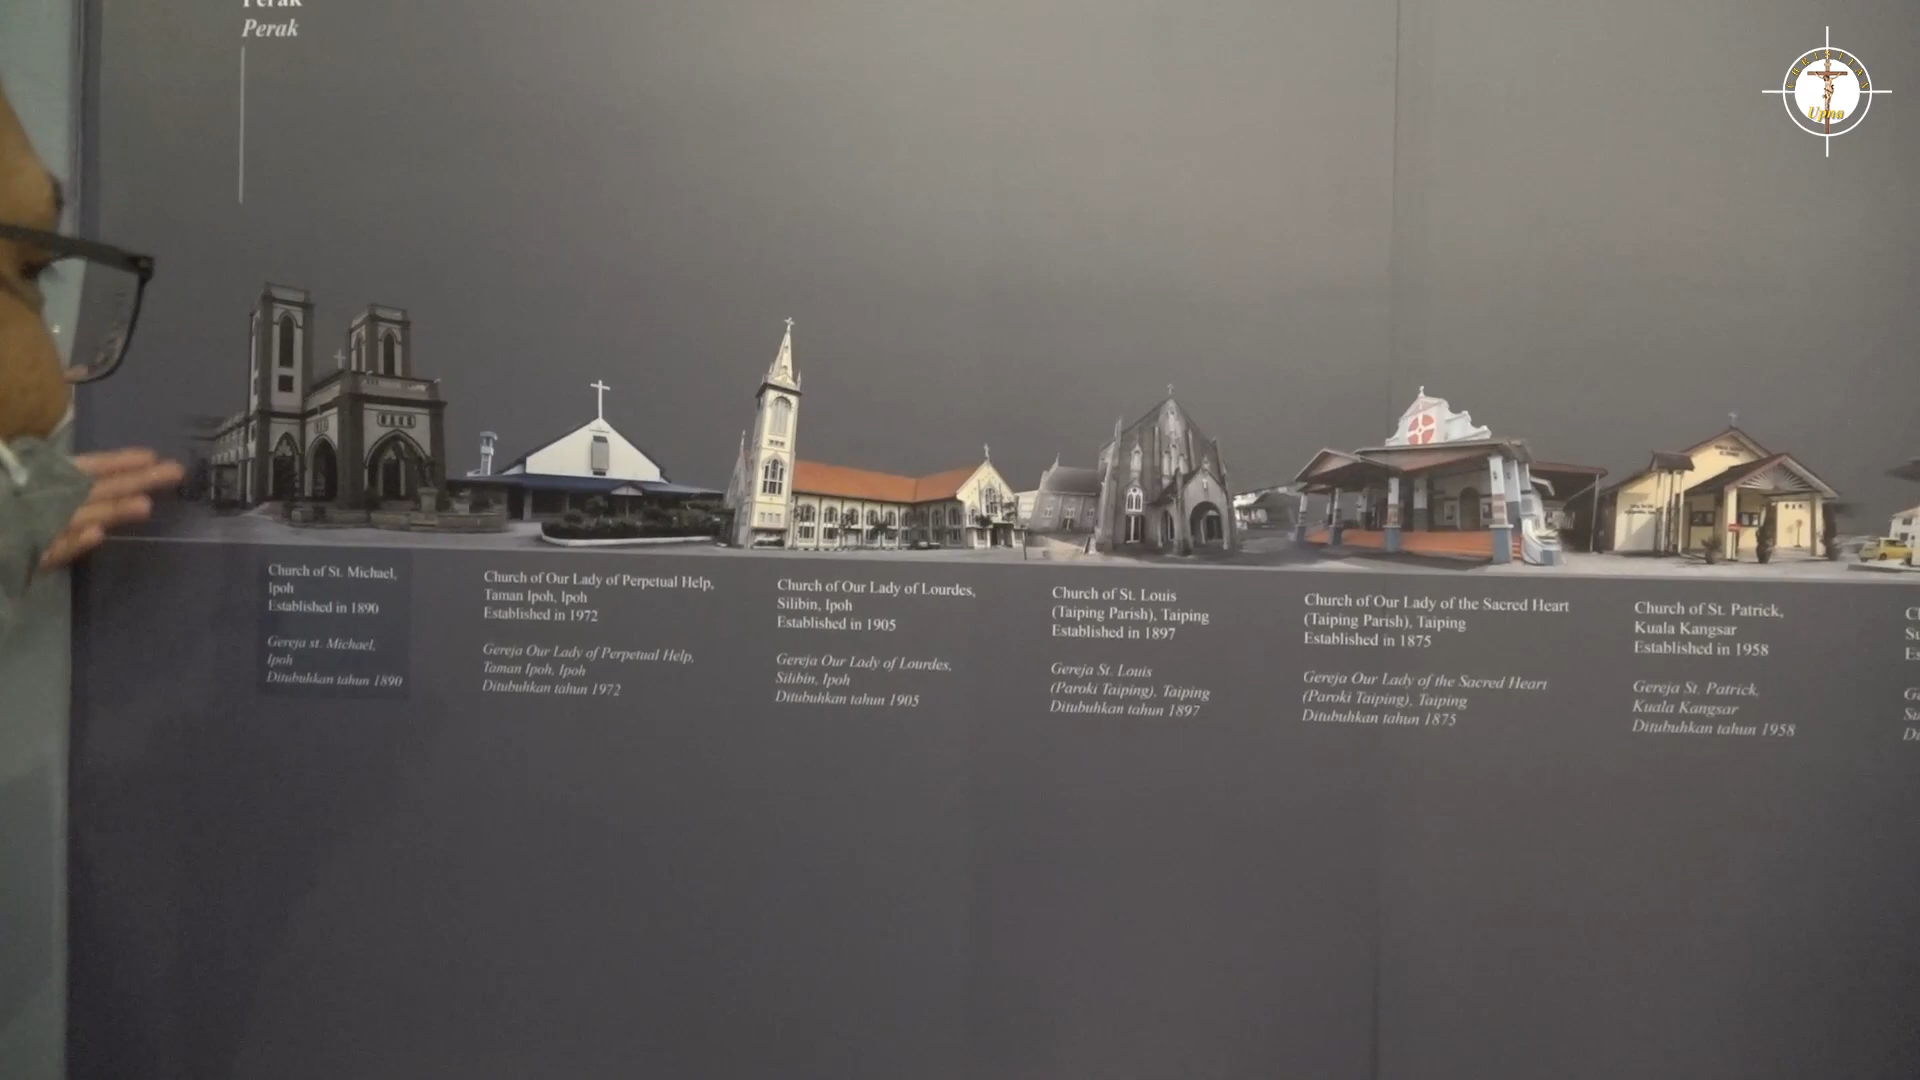 Perak
Perak
Church of St. Michael,
Ipoh
Established in 1890
Gereja st. Michael,
Ipoh
Ditubuhkan tahun 1890
Church of Our Lady of Perpetual Help,
Taman Ipoh, Ipoh
Established in 1972
Gereja Our Lady of Perpetual Help,
Taman Ipoh, Ipoh
Ditubuhkan tahun 1972
Church of Our Lady of Lourdes,
Silibin, Ipoh
Established in 1905
Gereja Our Lady of Lourdes,
Silibin, Ipoh
Ditubuhkan tahun 1905
Church of St. Louis
(Taiping Parish), Taiping
Established in 1897
Gereja St. Louis
(Paroki Taiping), Taiping
Ditubuhkan tahun 1897
Church of Our Lady of the Sacred Heart
(Taiping Parish), Taiping
Established in 1875
Gereja Our Lady of the Sacred Heart
(Paroki Taiping), Taiping
Ditubuhkan tahun 1875
Church of St. Patrick,
Kuala Kangsar
Established in 1958
Gereja St. Patrick,
Kuala Kangsar
Ditubuhkan tahun 1958
Upna